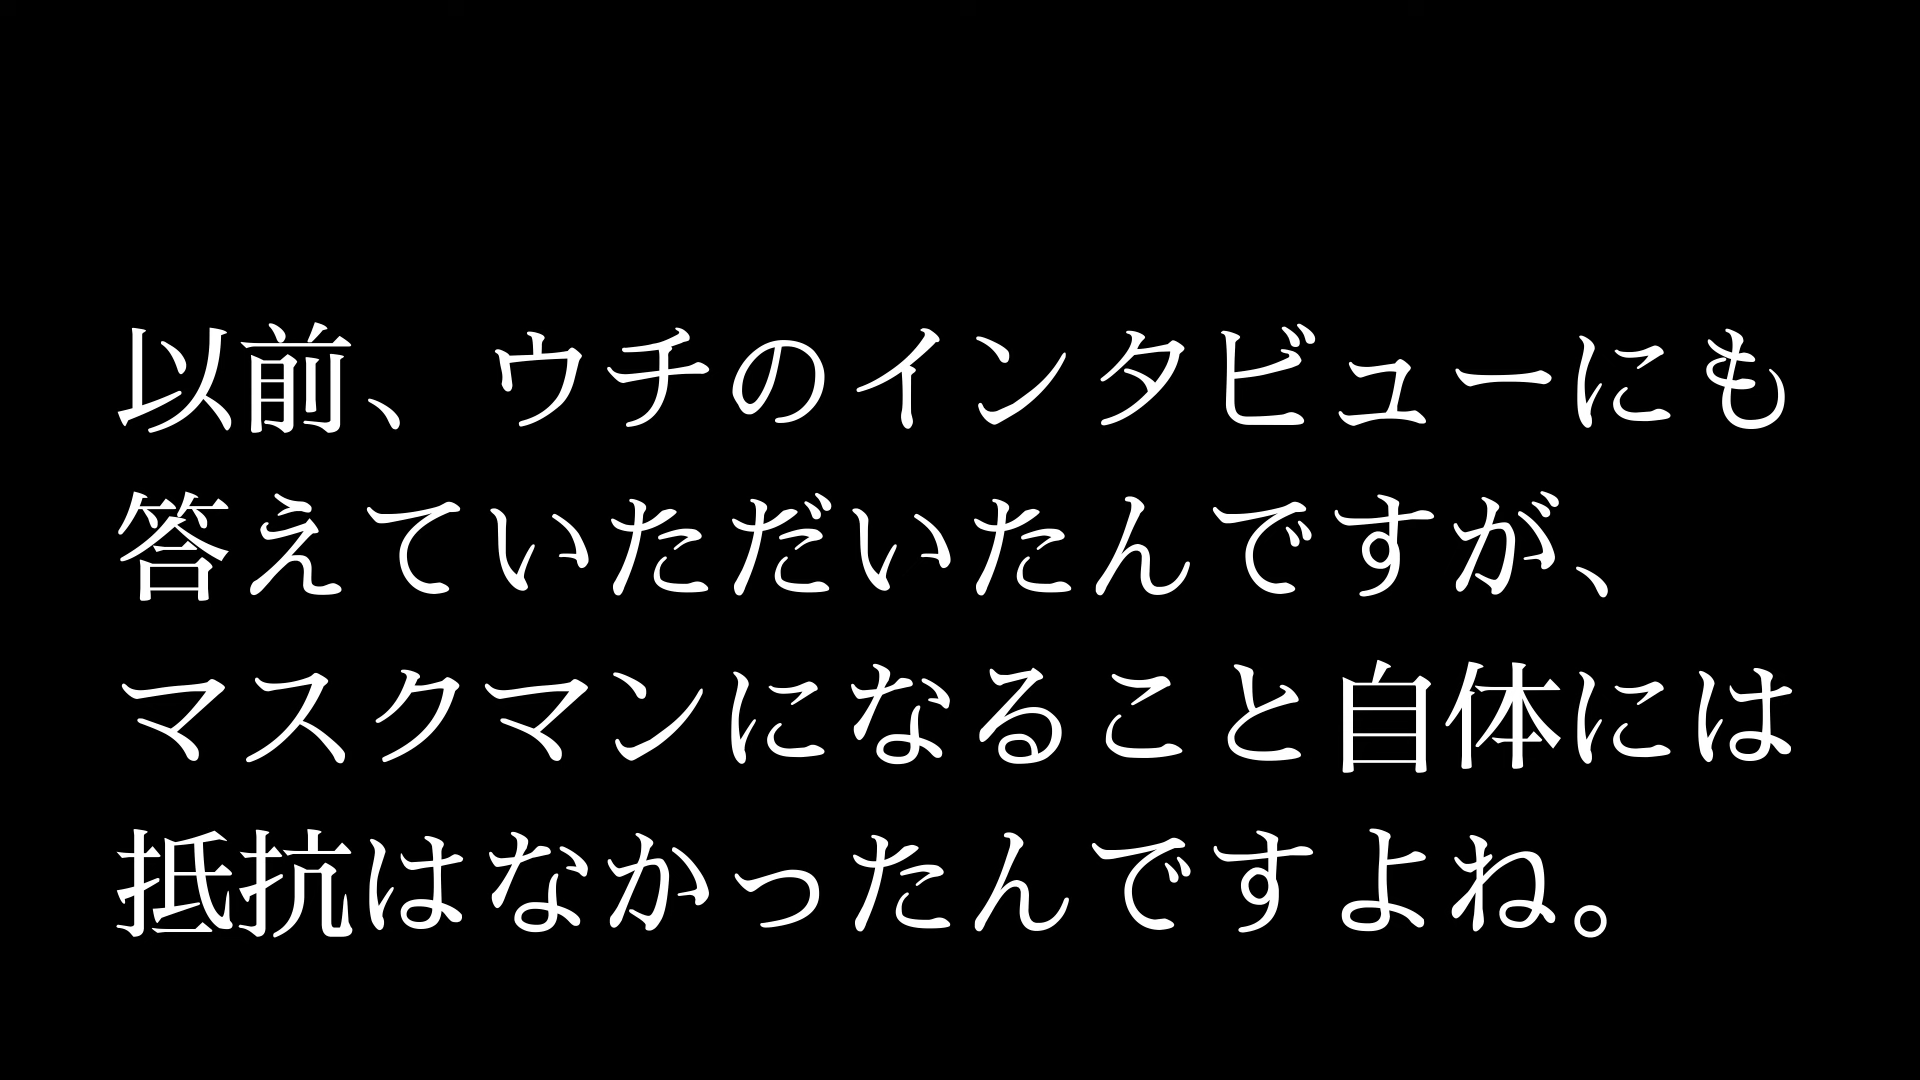 以前、ウチのインタビューにも
答えていただいたんですが、
マスクマンになること自体には
抵抗はなかったんですよね。